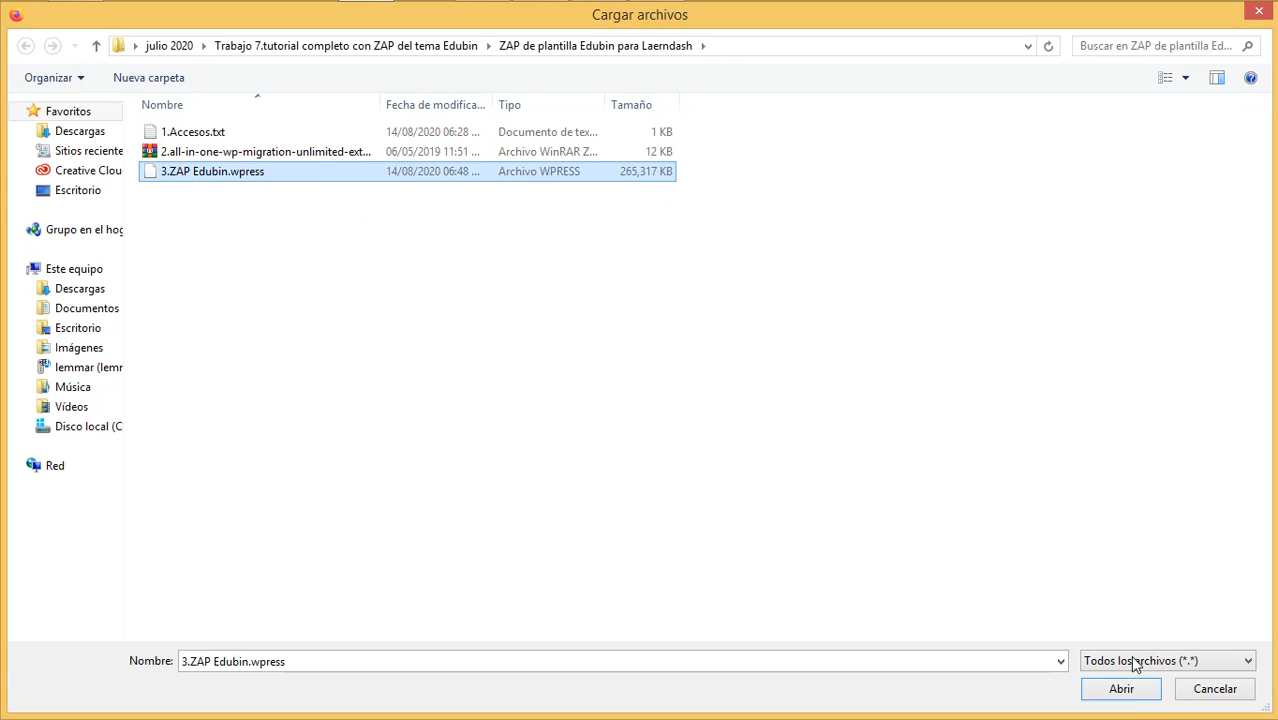 Cargar archivos
julio 2020
Trabajo 7.tutorial completo con ZAP del tema Edubin
ZAP de plantilla Edubin para Laerndash
Buscar en ZAP de plantilla Ed...
Organizar
Nueva carpeta
Favoritos
Descargas
Sitios reciente
Creative Clou
Escritorio
Grupo en el hog
Este equipo
Descargas
Documentos
Escritorio
Imágenes
lemmar (lemr
Música
Vídeos
Disco local (C
Red
Nombre Fecha de modifica... Tipo Tamaño
1.Accesos.txt 14/08/2020 06:28 ... Documento de tex... 1 KB
2.all-in-one-wp-migration-unlimited-ext... 06/05/2019 11:51 ... Archivo WinRAR Z... 12 KB
3.ZAP Edubin.wpress 14/08/2020 06:48 ... Archivo WPRESS 265,317 KB
Nombre: 3.ZAP Edubin.wpress
Todos los archivos (*.*)
Abrir
Cancelar